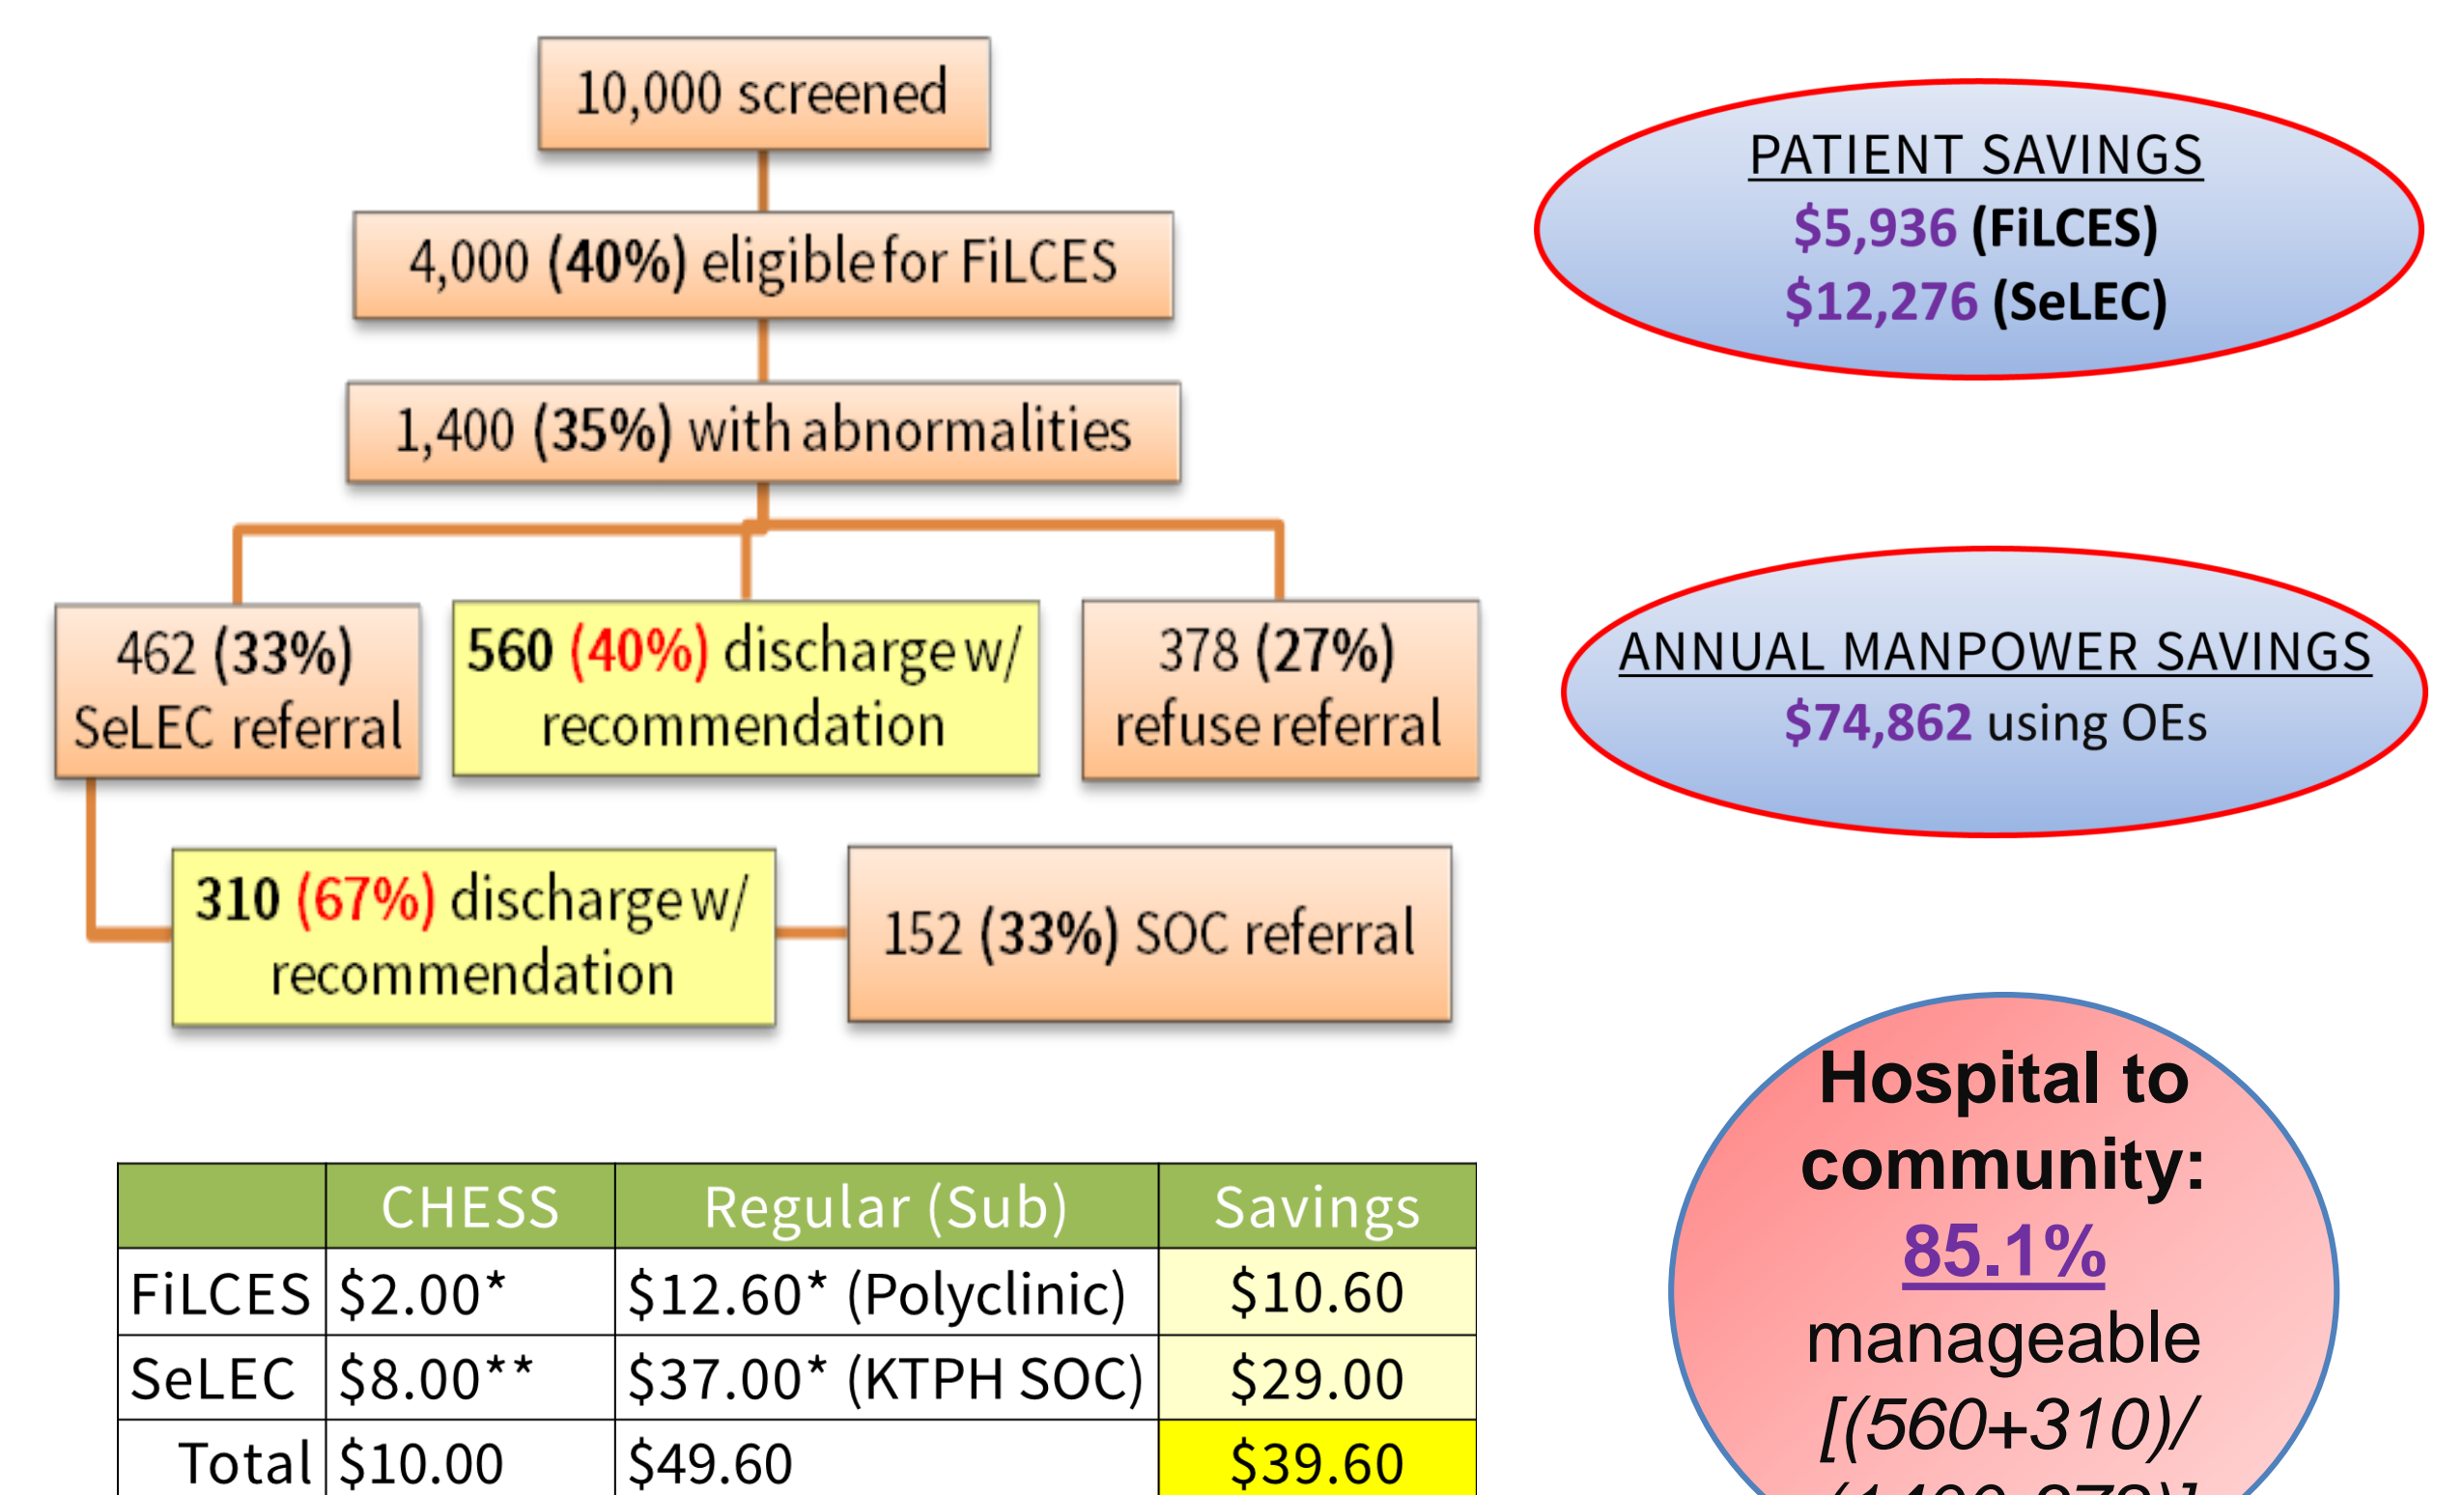 10,000 screened
4,000 (40%) eligible for FiLCES
1,400 (35%) with abnormalities
462 (33%)
SeLEC referral
560 (40%) discharge w/
recommendation
378 (27%)
refuse referral
310 (67%) discharge w/
recommendation
152 (33%) SOC referral
PATIENT SAVINGS
$5,936 (FiLCES)
$12,276 (SeLEC)
ANNUAL MANPOWER SAVINGS
$74,862 using OEs
CHESS Regular (Sub) Savings
FiLCES $2.00* $12.60* (Polyclinic) $10.60
SeLEC $8.00** $37.00* (KTPH SOC) $29.00
Total $10.00 $49.60 $39.60
Hospital to
community:
85.1%
manageable
[(560+310)/